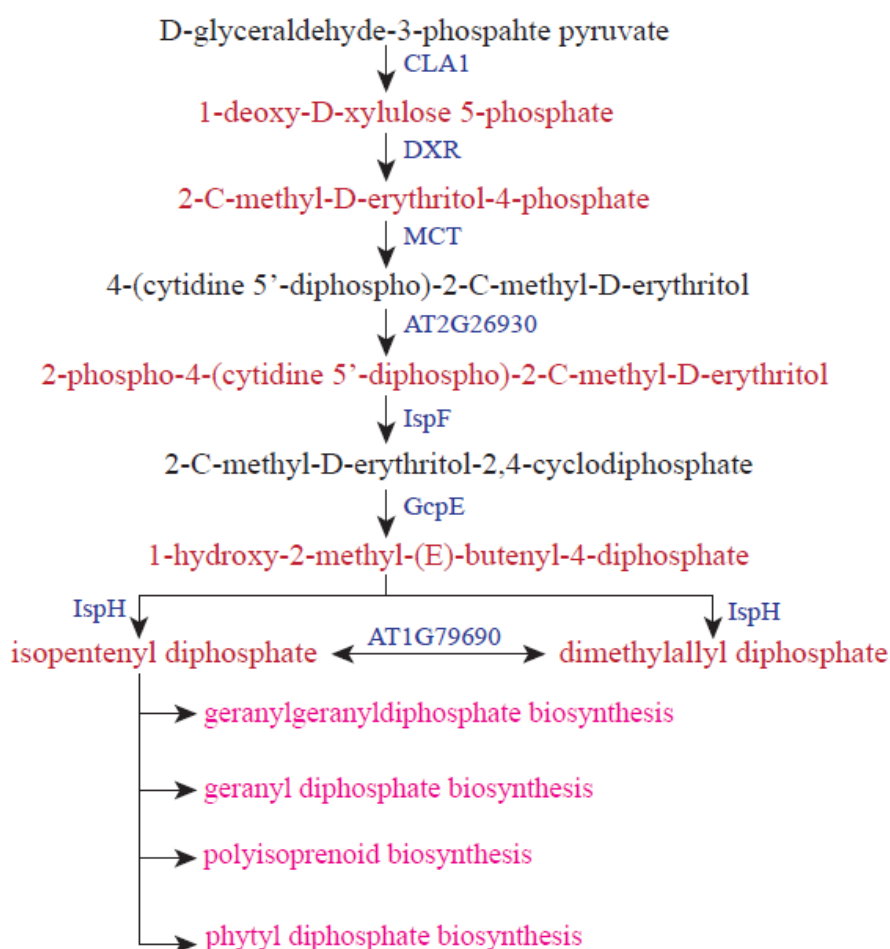 D-glyceraldehyde-3-phospahte pyruvate
CLA1
1-deoxy-D-xylulose 5-phosphate
DXR
2-C-methyl-D-erythritol-4-phosphate
MCT
4-(cytidine 5’-diphospho)-2-C-methyl-D-erythritol
AT2G26930
2-phospho-4-(cytidine 5’-diphospho)-2-C-methyl-D-erythritol
IspF
2-C-methyl-D-erythritol-2,4-cyclodiphosphate
GcpE
1-hydroxy-2-methyl-(E)-butenyl-4-diphosphate
IspH
IspH
AT1G79690
isopentenyl diphosphate
dimethylallyl diphosphate
geranylgeranyldiphosphate biosynthesis
geranyl diphosphate biosynthesis
polyisoprenoid biosynthesis
phytyl diphosphate biosynthesis